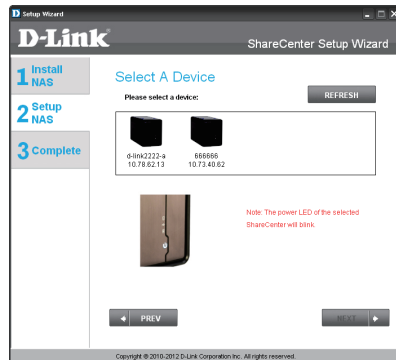 Setup Wizard
D-Link
ShareCenter Setup Wizard
1 Install NAS
2 Setup NAS
3 Complete
Select A Device
Please select a device:
REFRESH
d-link2222-a
10.78.62.13
666666
10.73.40.62
Note: The power LED of the selected
ShareCenter will blink.
PREV
NEXT
Copyright © 2010-2012 D-Link Corporation Inc. All rights reserved.